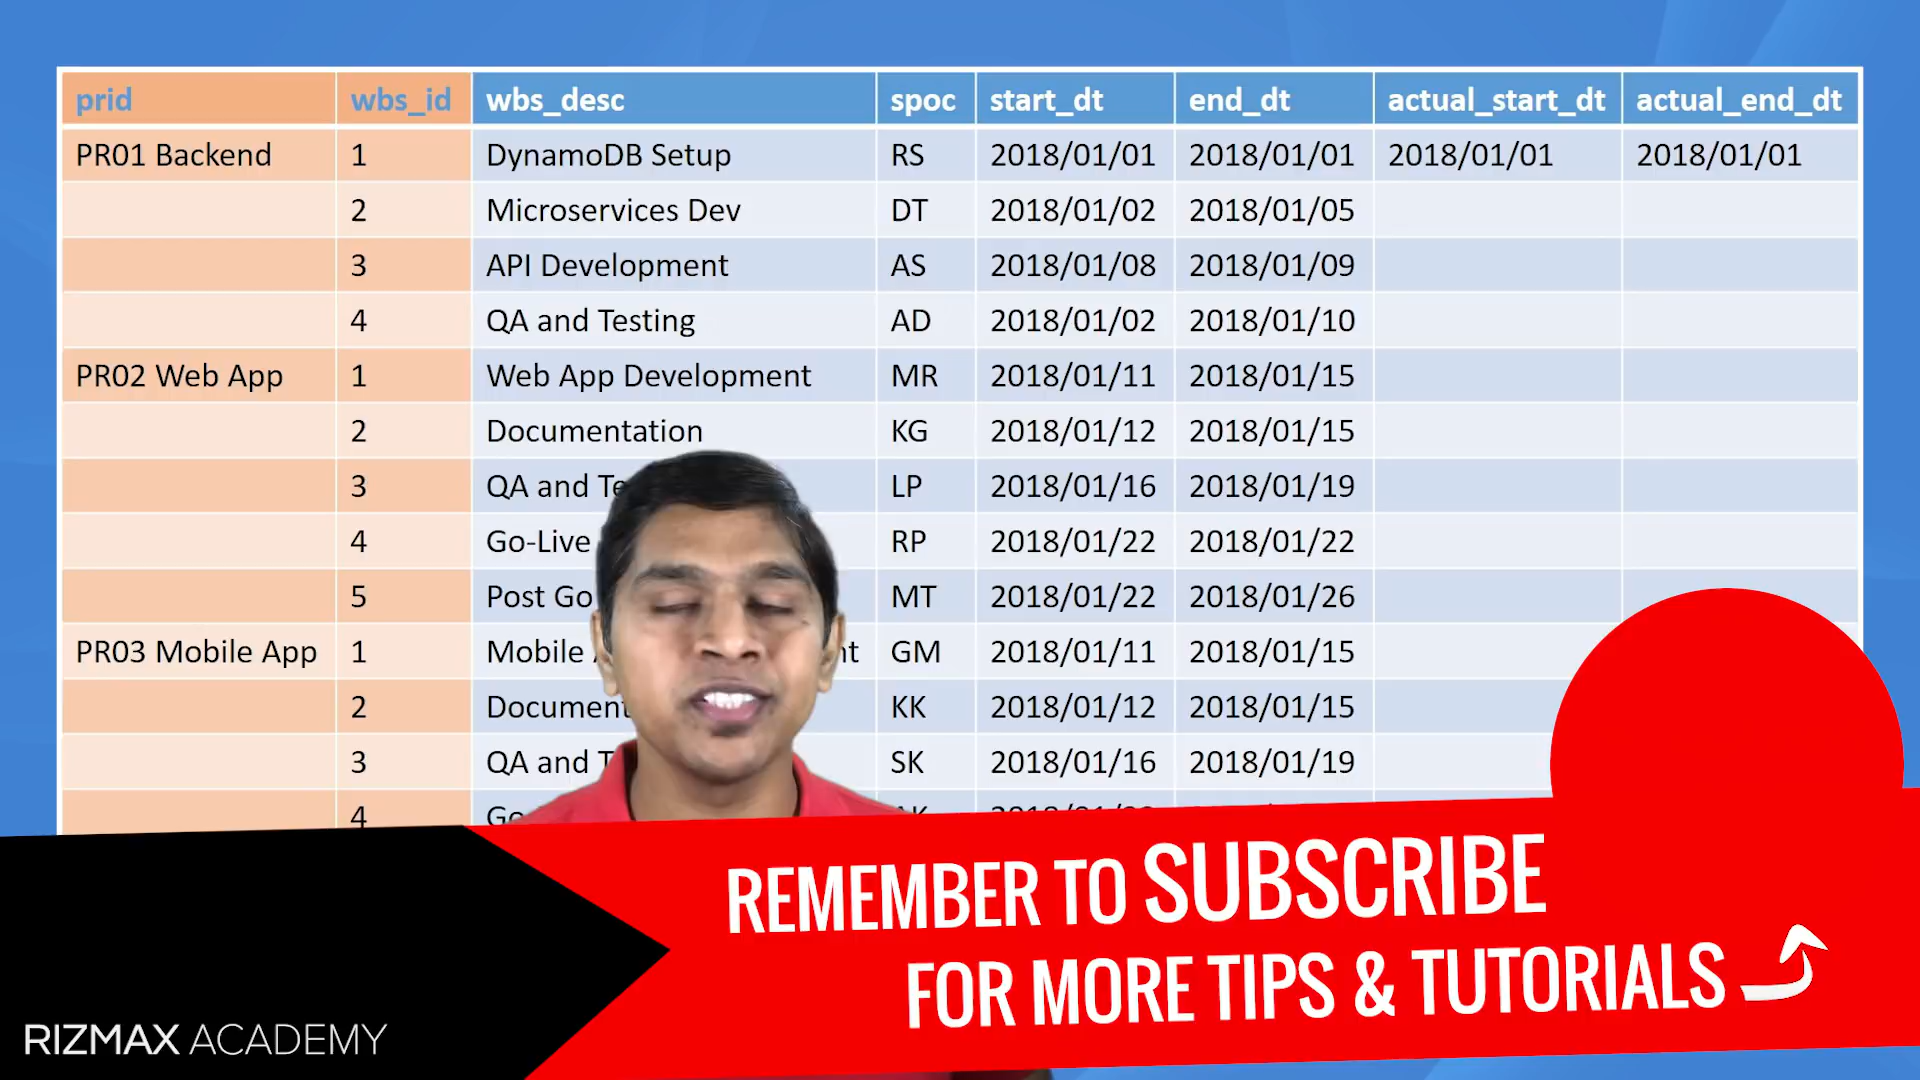 prid wbs_id wbs_desc spoc start_dt end_dt actual_start_dt actual_end_dt
PR01 Backend 1 DynamoDB Setup RS 2018/01/01 2018/01/01 2018/01/01 2018/01/01
2 Microservices Dev DT 2018/01/02 2018/01/05
3 API Development AS 2018/01/08 2018/01/09
4 QA and Testing AD 2018/01/02 2018/01/10
PR02 Web App 1 Web App Development MR 2018/01/11 2018/01/15
2 Documentation KG 2018/01/12 2018/01/15
3 QA and LP 2018/01/16 2018/01/19
4 Go-Live RP 2018/01/22 2018/01/22
5 Post Go MT 2018/01/22 2018/01/26
PR03 Mobile App 1 Mobile GM 2018/01/11 2018/01/15
2 KK 2018/01/12 2018/01/15
3 QA and SK 2018/01/16 2018/01/19
4
REMEMBER TO SUBSCRIBE
FOR MORE TIPS & TUTORIALS
RIZMAX ACADEMY